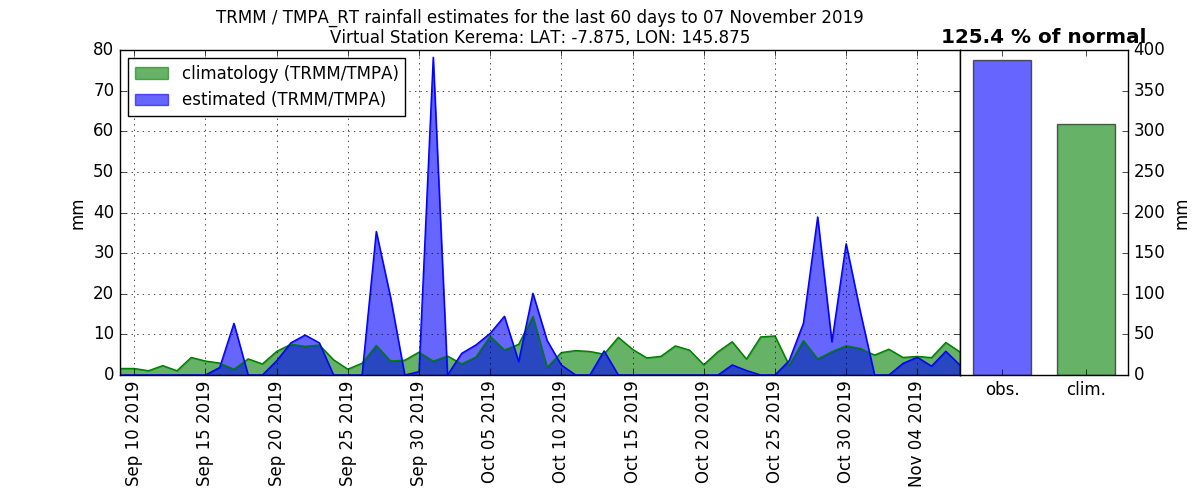 TRMM / TMPA_RT rainfall estimates for the last 60 days to 07 November 2019
Virtual Station Kerema: LAT: -7.875, LON: 145.875
125.4 % of normal
climatology (TRMM/TMPA)
estimated (TRMM/TMPA)
mm
80
70
60
50
40
30
20
10
0
Sep 10 2019
Sep 15 2019
Sep 20 2019
Sep 25 2019
Sep 30 2019
Oct 05 2019
Oct 10 2019
Oct 15 2019
Oct 20 2019
Oct 25 2019
Oct 30 2019
Nov 04 2019
obs.
clim.
400
350
300
250
200
150
100
50
0
mm